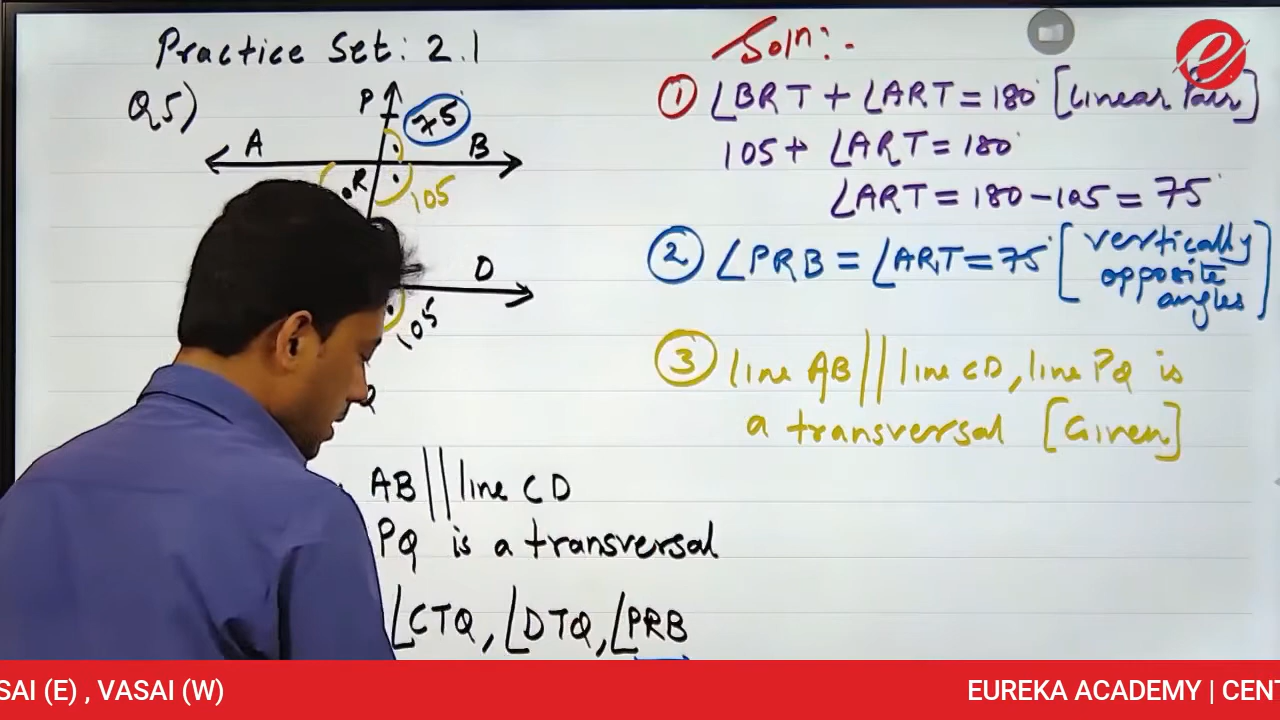 Practice Set: 2.1
Q5)
P
75°
A
B
R
105
D
105
Q
AB || line CD
PQ is a transversal
∠CTQ, ∠DTQ, ∠PRB
Soln:-
① ∠BRT + ∠ART = 180° [Linear Pair]
105 + ∠ART = 180°
∠ART = 180 - 105 = 75°
② ∠PRB = ∠ART = 75° [vertically
opposite
angles]
③ line AB || line CD, line PQ is
a transversal [Given]
e
SAI (E) , VASAI (W)
EUREKA ACADEMY | CENT